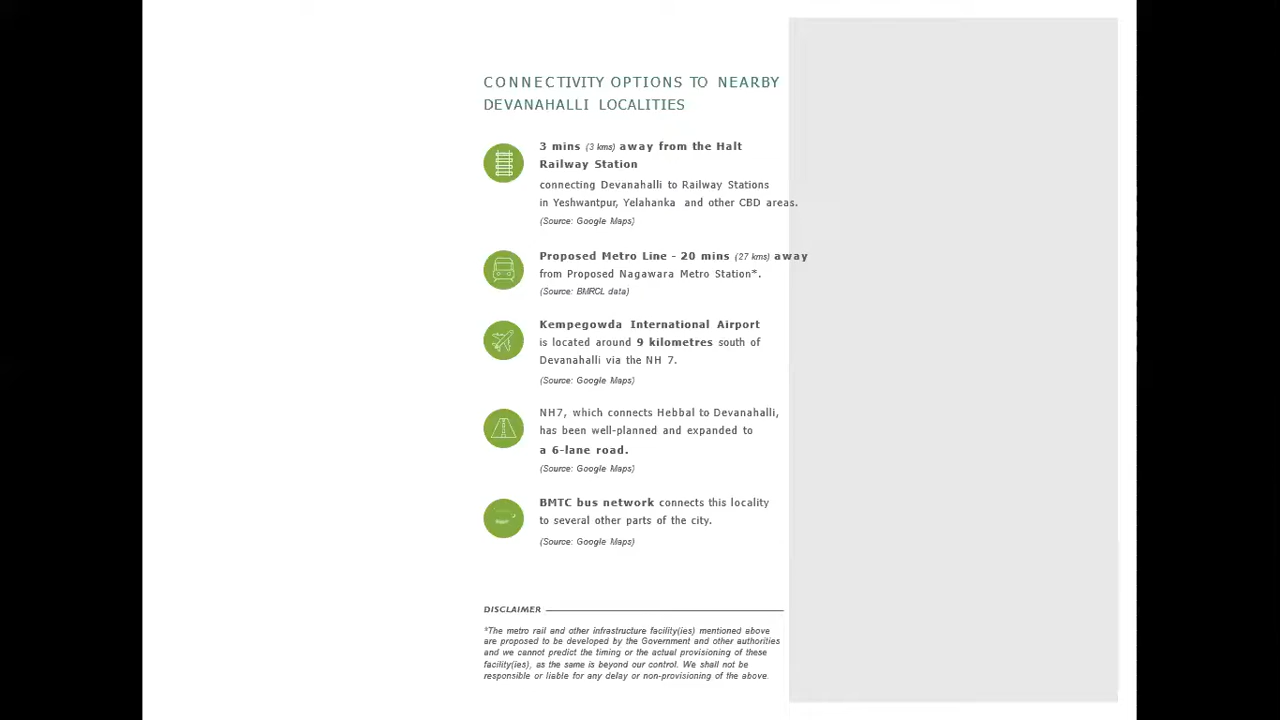 CONNECTIVITY OPTIONS TO NEARBY
DEVANAHALLI LOCALITIES
3 mins (3 kms) away from the Halt
Railway Station
connecting Devanahalli to Railway Stations
in Yeshwantpur, Yelahanka and other CBD areas.
(Source: Google Maps)
Proposed Metro Line - 20 mins (27 kms) away
from Proposed Nagawara Metro Station*.
(Source: BMRCL data)
Kempegowda International Airport
is located around 9 kilometres south of
Devanahalli via the NH 7.
(Source: Google Maps)
NH7, which connects Hebbal to Devanahalli,
has been well-planned and expanded to
a 6-lane road.
(Source: Google Maps)
BMTC bus network connects this locality
to several other parts of the city.
(Source: Google Maps)
DISCLAIMER
*The metro rail and other infrastructure facility(ies) mentioned above
are proposed to be developed by the Government and other authorities
and we cannot predict the timing or the actual provisioning of these
facility(ies), as the same is beyond our control. We shall not be
responsible or liable for any delay or non-provisioning of the above.